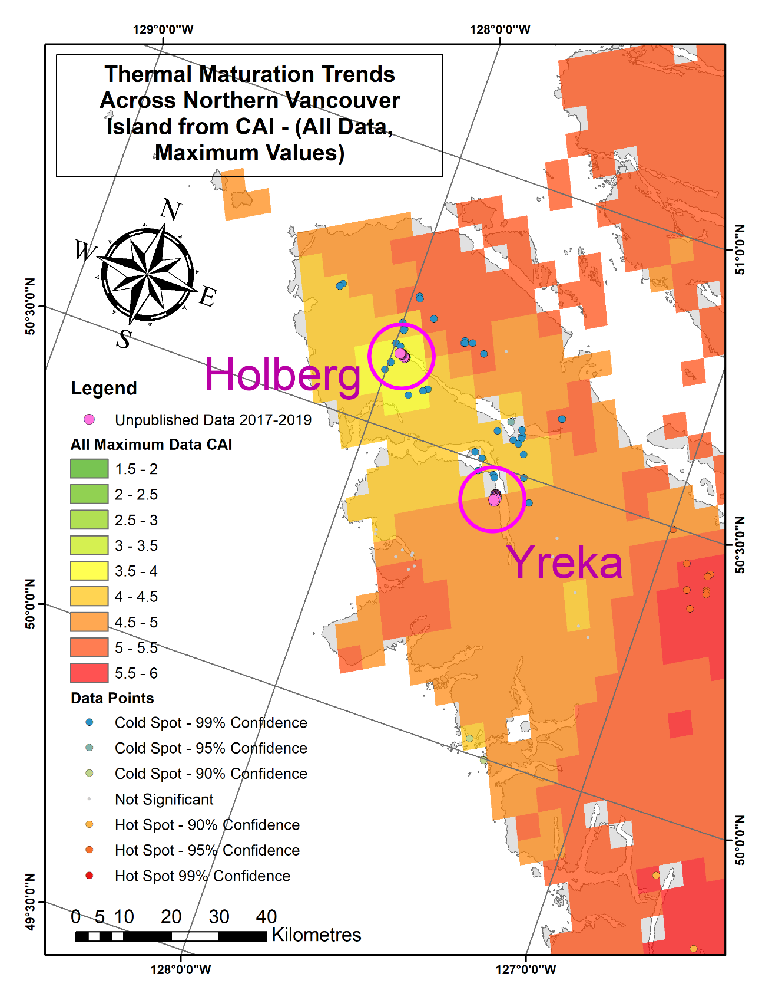 129°0'0"W
128°0'0"W
Thermal Maturation Trends
Across Northern Vancouver
Island from CAI - (All Data,
Maximum Values)
N
W
E
S
51°0'0"N
50°30'0"N
Holberg
Legend
Unpublished Data 2017-2019
All Maximum Data CAI
1.5 - 2
2 - 2.5
2.5 - 3
3 - 3.5
3.5 - 4
4 - 4.5
4.5 - 5
5 - 5.5
5.5 - 6
Yreka
50°30'0"N
50°0'0"N
Data Points
Cold Spot - 99% Confidence
Cold Spot - 95% Confidence
Cold Spot - 90% Confidence
Not Significant
Hot Spot - 90% Confidence
Hot Spot - 95% Confidence
Hot Spot 99% Confidence
50°0'0"N
49°30'0"N
0 5 10 20 30 40
Kilometres
128°0'0"W
127°0'0"W